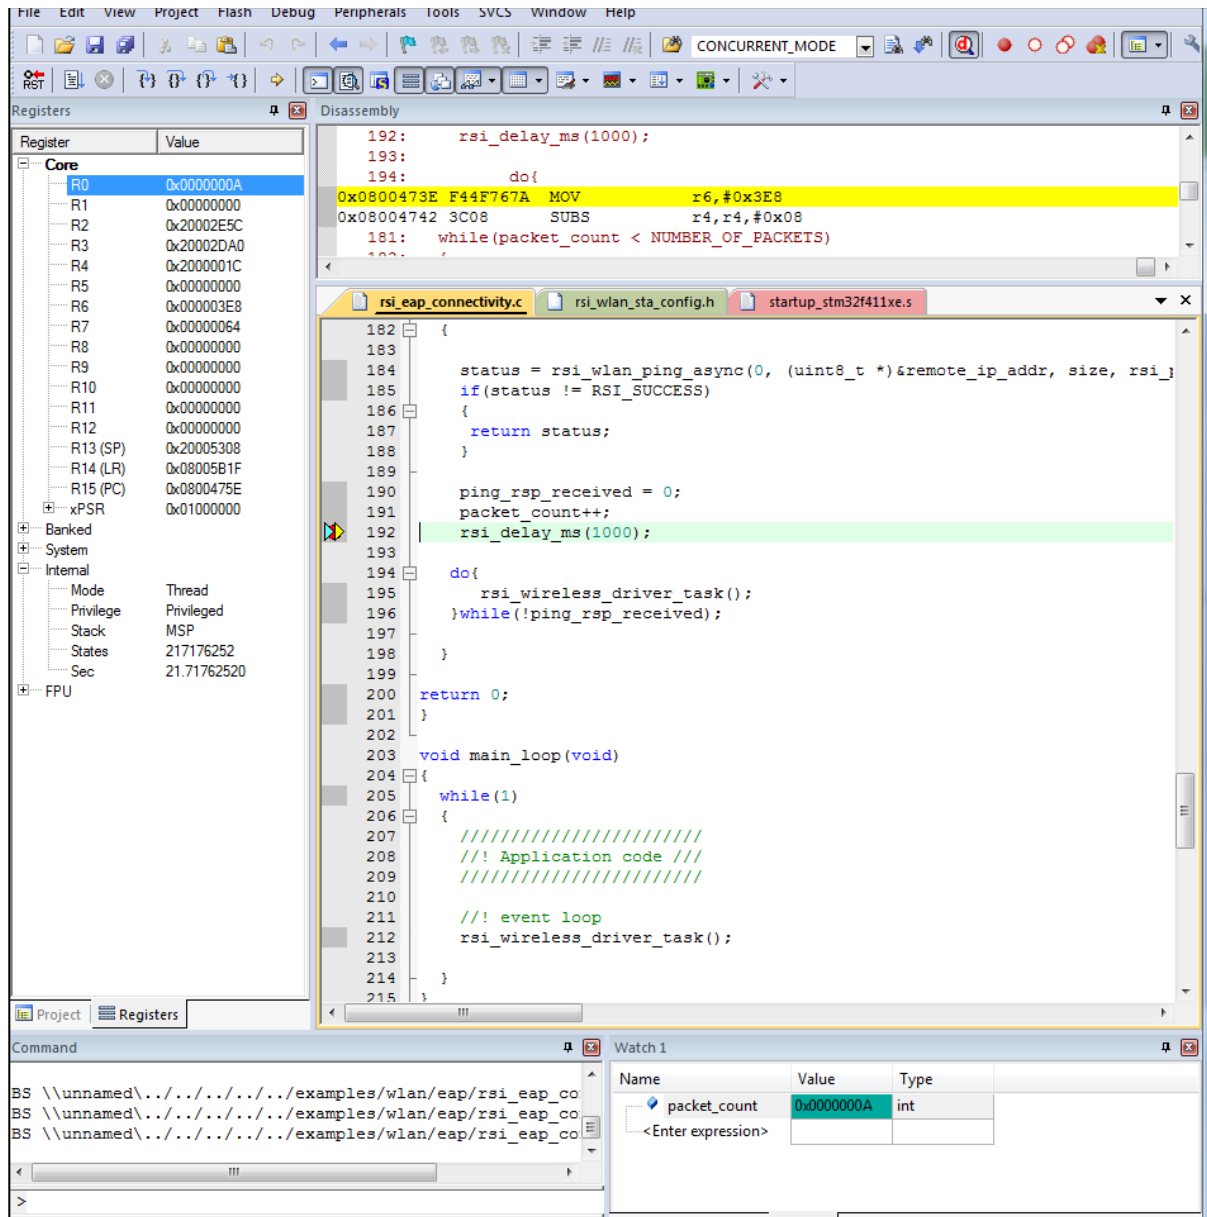 File Edit View Project Flash Debug Peripherals Tools SVCS Window Help
CONCURRENT_MODE
RST
Registers
Register Value
Core
R0 0x0000000A
R1 0x00000000
R2 0x20002E5C
R3 0x20002DA0
R4 0x2000001C
R5 0x00000000
R6 0x000003E8
R7 0x00000064
R8 0x00000000
R9 0x00000000
R10 0x00000000
R11 0x00000000
R12 0x00000000
R13 (SP) 0x20005308
R14 (LR) 0x08005B1F
R15 (PC) 0x0800475E
xPSR 0x01000000
Banked
System
Internal
Mode Thread
Privilege Privileged
Stack MSP
States 217176252
Sec 21.71762520
FPU
Project Registers
Disassembly
192: rsi_delay_ms(1000);
193:
194: do{
0x0800473E F44F767A MOV r6,#0x3E8
0x08004742 3C08 SUBS r4,r4,#0x08
181: while(packet_count < NUMBER_OF_PACKETS)
182: {
rsi_eap_connectivity.c rsi_wlan_sta_config.h startup_stm32f411xe.s
182 {
183
184 status = rsi_wlan_ping_async(0, (uint8_t *)&remote_ip_addr, size, rsi_p
185 if(status != RSI_SUCCESS)
186 {
187 return status;
188 }
189
190 ping_rsp_received = 0;
191 packet_count++;
192 rsi_delay_ms(1000);
193
194 do{
195 rsi_wireless_driver_task();
196 }while(!ping_rsp_received);
197
198 }
199
200 return 0;
201 }
202
203 void main_loop(void)
204 {
205 while(1)
206 {
207 ////////////////////////
208 //! Application code ///
209 ////////////////////////
210
211 //! event loop
212 rsi_wireless_driver_task();
213
214 }
215 }
Command
BS \\unnamed\../../../../../examples/wlan/eap/rsi_eap_co
BS \\unnamed\../../../../../examples/wlan/eap/rsi_eap_co
BS \\unnamed\../../../../../examples/wlan/eap/rsi_eap_co
>
Watch 1
Name Value Type
packet_count 0x0000000A int
<Enter expression>